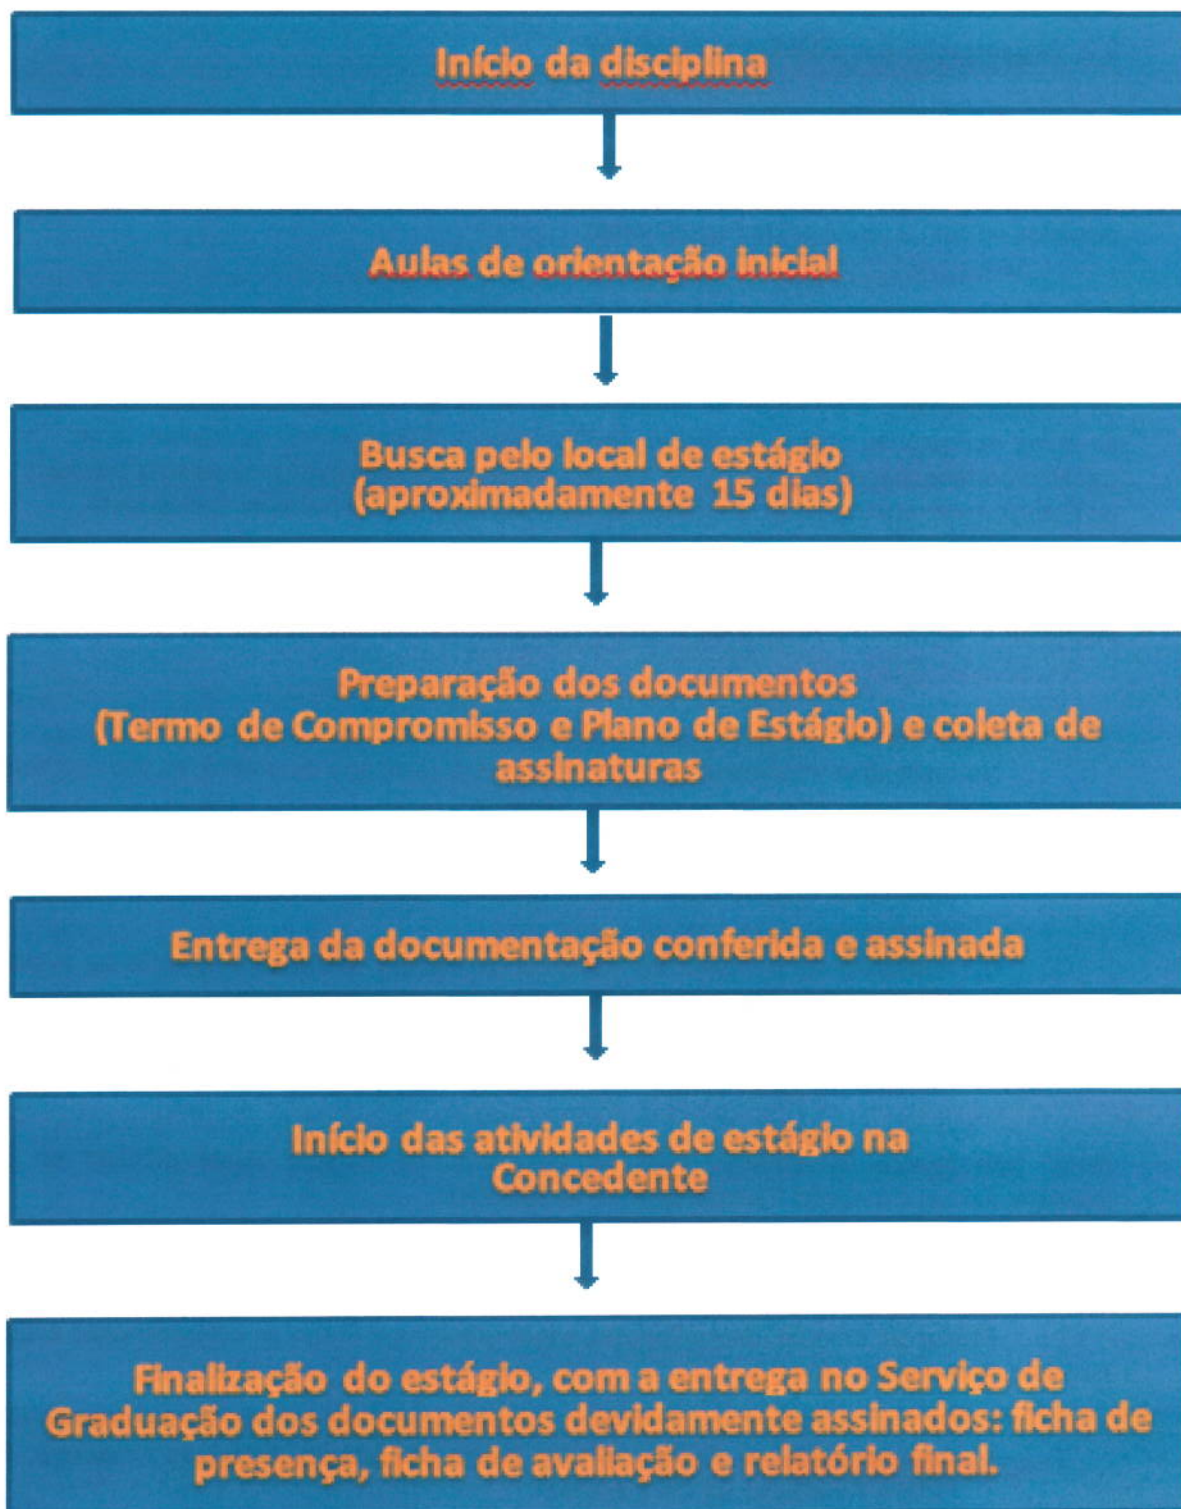 Início da disciplina
Aulas de orientação inicial
Busca pelo local de estágio
(aproximadamente 15 dias)
Preparação dos documentos
(Termo de Compromisso e Plano de Estágio) e coleta de
assinaturas
Entrega da documentação conferida e assinada
Início das atividades de estágio na
Concedente
Finalização do estágio, com a entrega no Serviço de
Graduação dos documentos devidamente assinados: ficha de
presença, ficha de avaliação e relatório final.